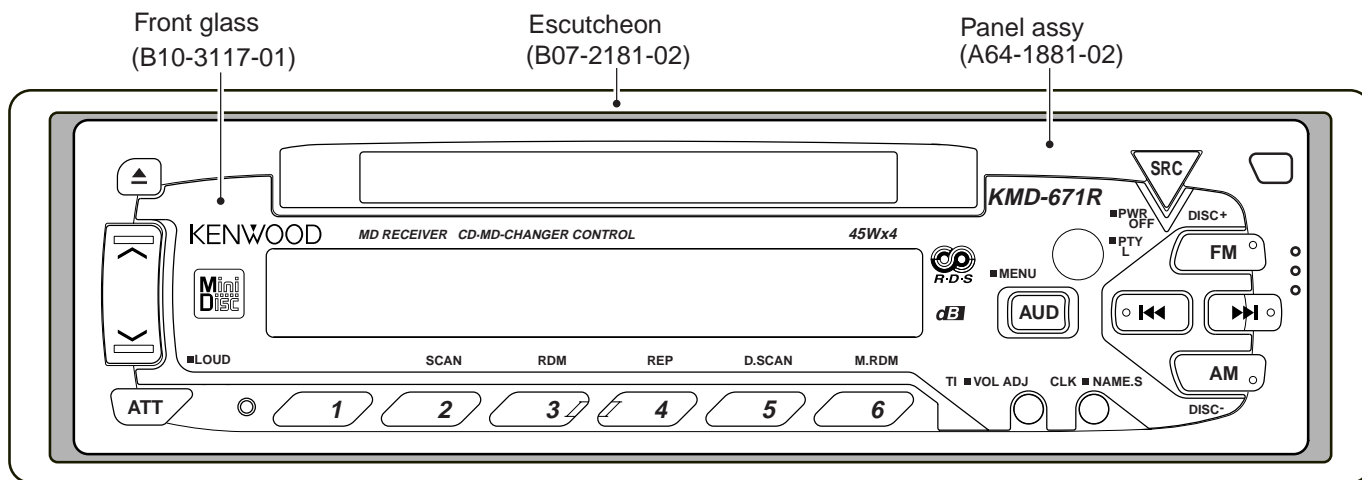 Front glass
(B10-3117-01)
Escutcheon
(B07-2181-02)
Panel assy
(A64-1881-02)
SRC
KMD-671R
■PWR
OFF
DISC+
KENWOOD
MD RECEIVER CD-MD-CHANGER CONTROL
45Wx4
■PTY
L
FM
Mini
Disc
R·D·S
■MENU
dB
AUD
■LOUD
SCAN
RDM
REP
D.SCAN
M.RDM
TI ■VOL ADJ
CLK ■NAME.S
AM
DISC-
ATT
1
2
3
4
5
6